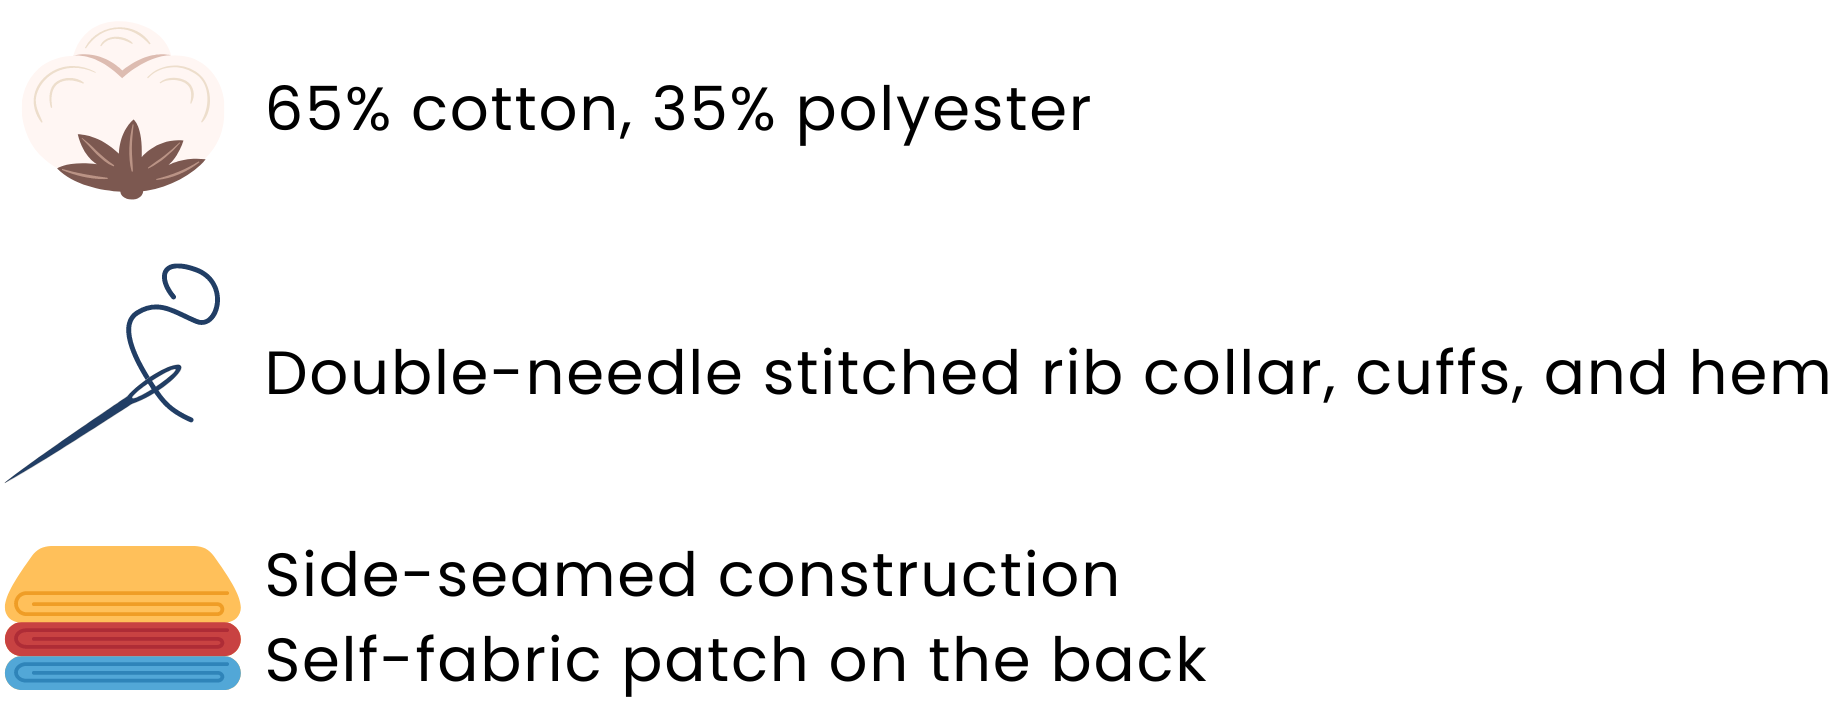 65% cotton, 35% polyester
Double-needle stitched rib collar, cuffs, and hem
Side-seamed construction
Self-fabric patch on the back